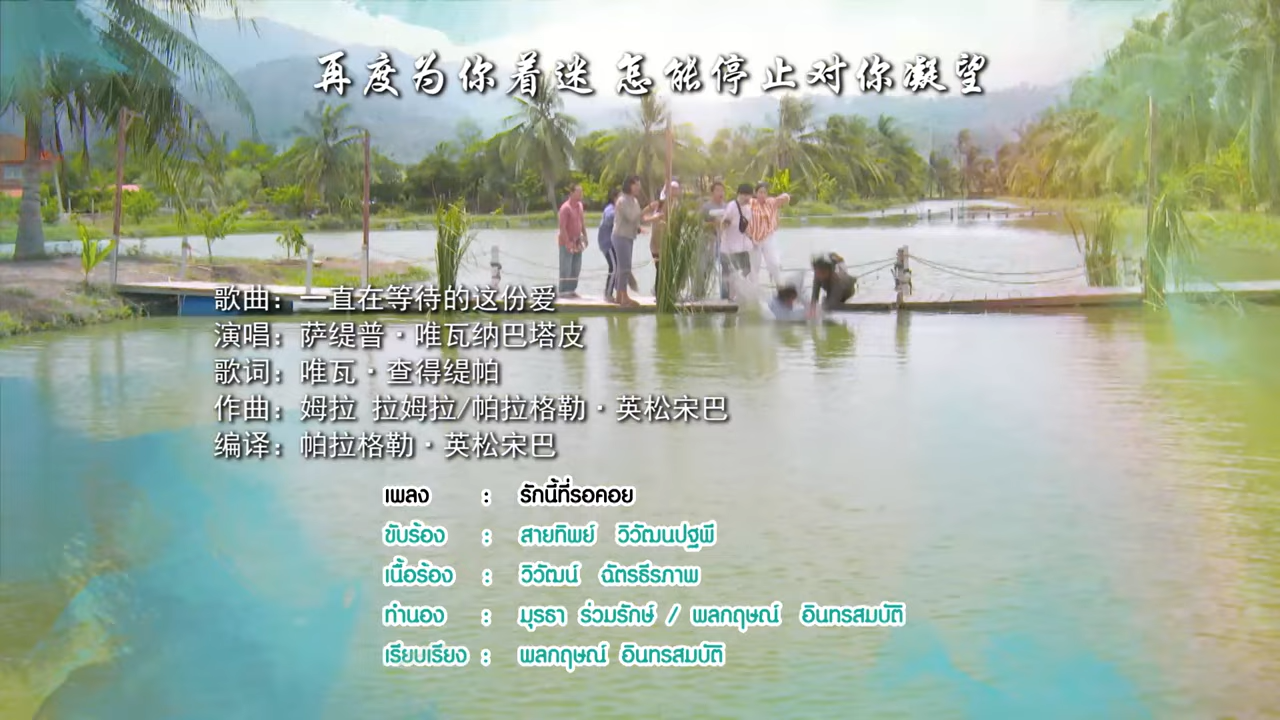 再度为你着迷 怎能停止对你凝望
歌曲：一直在等待的这份爱
演唱：萨缇普·唯瓦纳巴塔皮
歌词：唯瓦·查得缇帕
作曲：姆拉 拉姆拉/帕拉格勒·英松宋巴
编译：帕拉格勒·英松宋巴
เพลง : รักนี้ที่รอคอย
ขับร้อง : สายทิพย์ วิวัฒนปฐพี
เนื้อร้อง : วิวัฒน์ ฉัตรธีรภาพ
ทำนอง : มุรธา ร่วมรักษ์ / พลกฤษณ์ อินทรสมบัติ
เรียบเรียง : พลกฤษณ์ อินทรสมบัติ